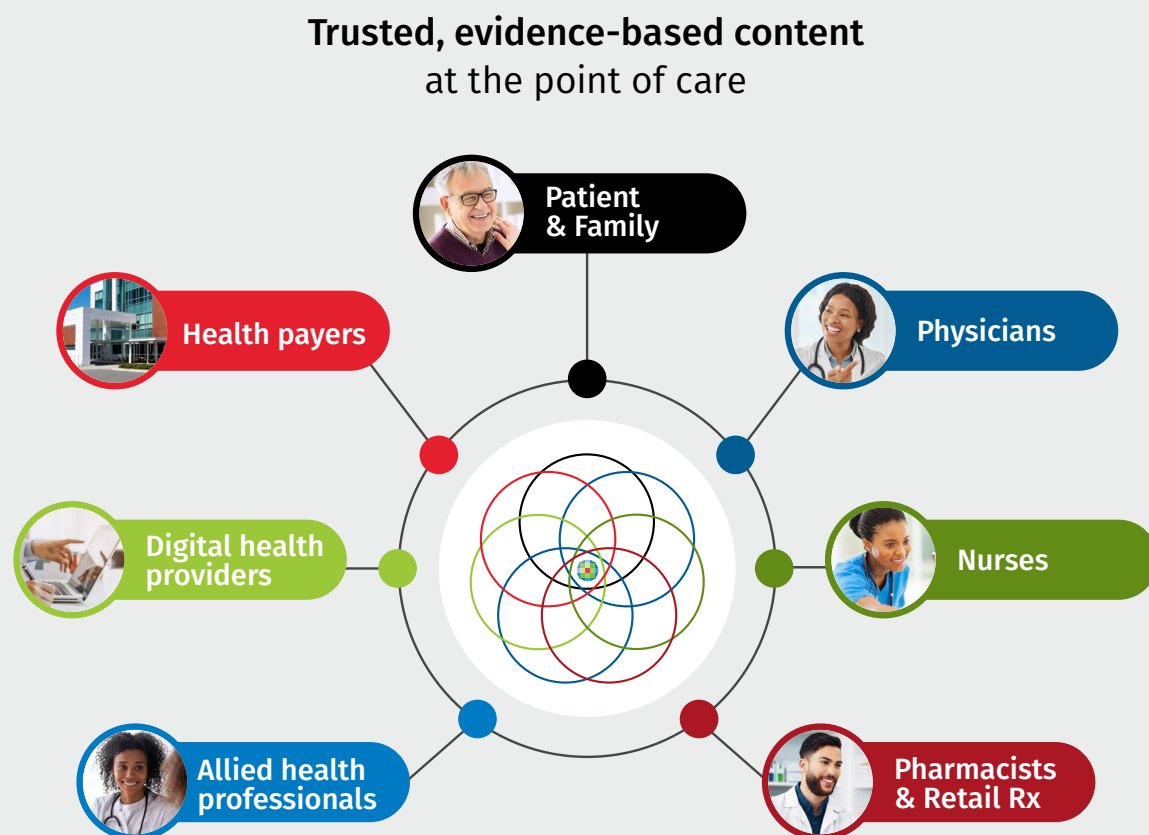 Trusted, evidence-based content
at the point of care
Patient
& Family
Health payers
Physicians
Digital health
providers
Nurses
Allied health
professionals
Pharmacists
& Retail Rx